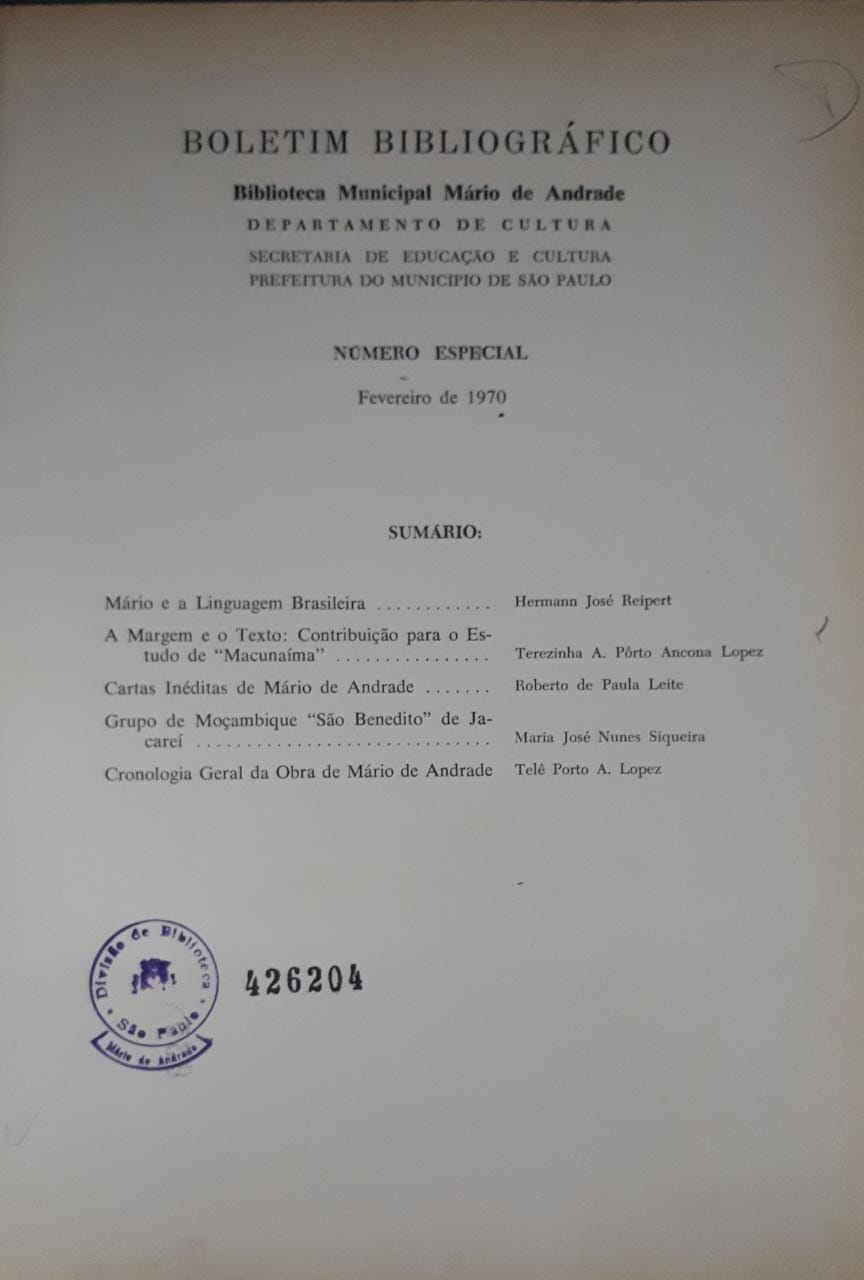 BOLETIM BIBLIOGRÁFICO
Biblioteca Municipal Mário de Andrade
DEPARTAMENTO DE CULTURA
SECRETARIA DE EDUCAÇÃO E CULTURA
PREFEITURA DO MUNICIPIO DE SÃO PAULO
NÚMERO ESPECIAL
Fevereiro de 1970
SUMÁRIO:
Mário e a Linguagem Brasileira ............ Hermann José Reipert
A Margem e o Texto: Contribuição para o Es-
tudo de “Macunaíma” ................ Terezinha A. Pôrto Ancona Lopez
Cartas Inéditas de Mário de Andrade ....... Roberto de Paula Leite
Grupo de Moçambique “São Benedito” de Ja-
careí .............................. Maria José Nunes Siqueira
Cronologia Geral da Obra de Mário de Andrade Telê Porto A. Lopez
Divisão de Biblioteca
São Paulo
Mário de Andrade
426204